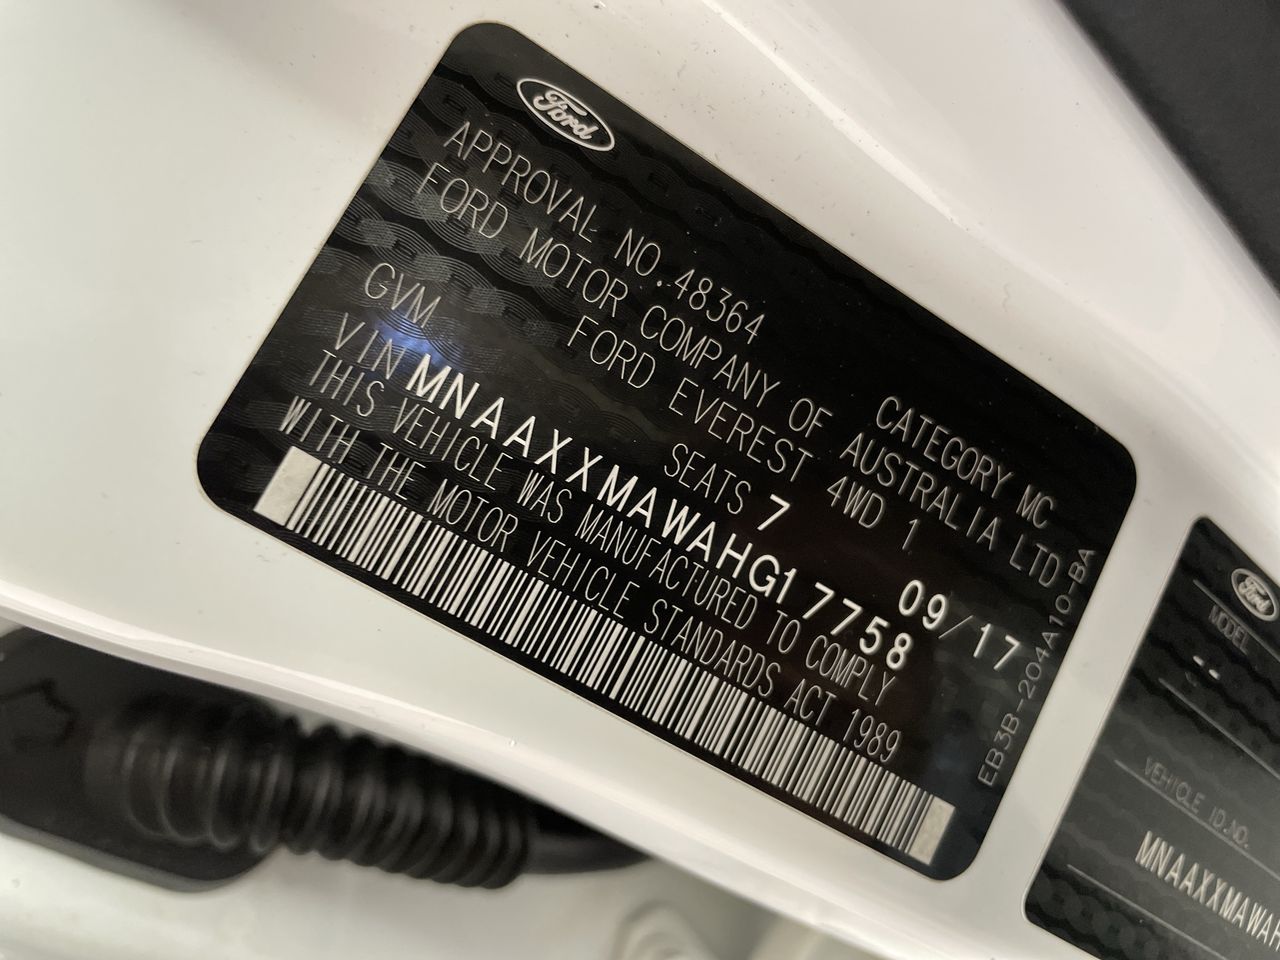 Ford
APPROVAL NO.48364 CATEGORY MC
FORD MOTOR COMPANY OF AUSTRALIA LTD
FORD EVEREST 4WD 1
GVM SEATS 7 09/17
VIN MNAAXXMAWAHG17758
THIS VEHICLE WAS MANUFACTURED TO COMPLY
WITH THE MOTOR VEHICLE STANDARDS ACT 1989
EB3B-204A10-BA
Ford
MODEL
VEHICLE ID.NO.
MNAAXXMAWAH